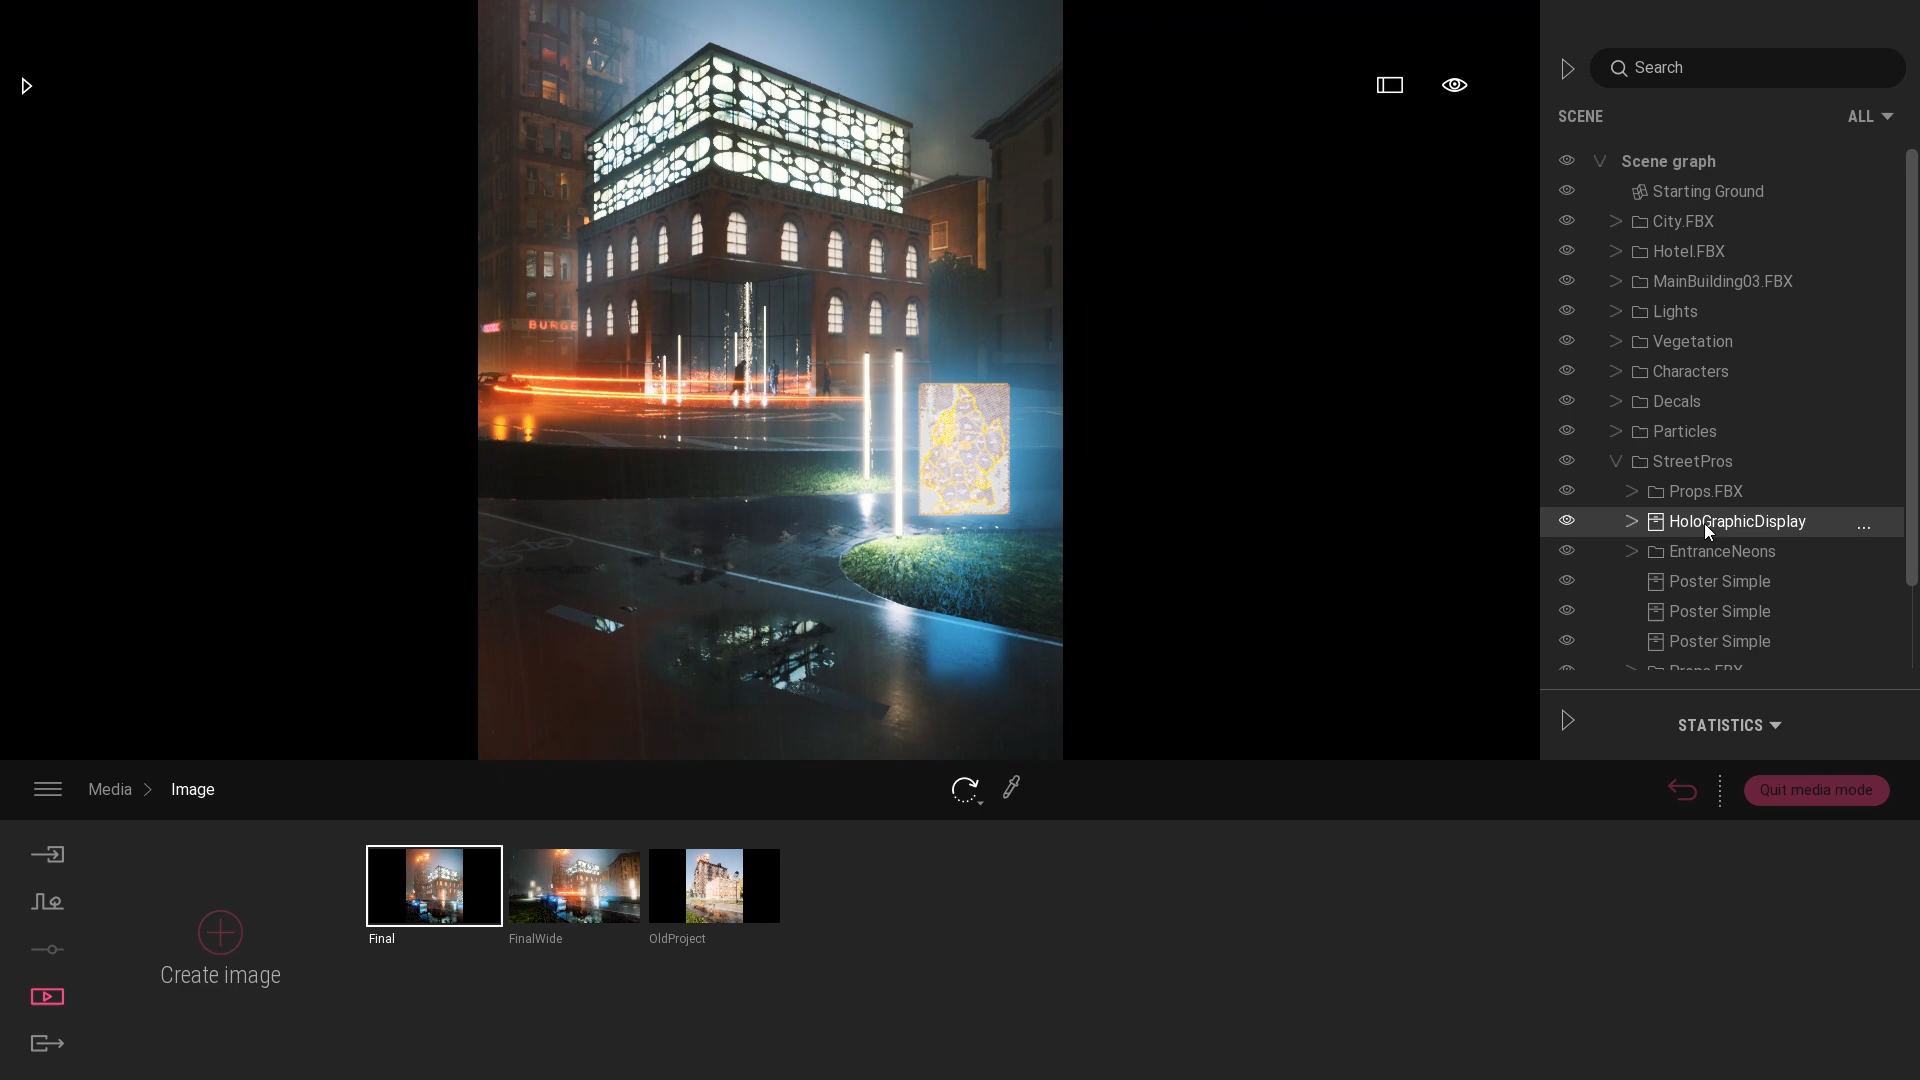 BURGE
Search
SCENE
ALL
Scene graph
Starting Ground
City.FBX
Hotel.FBX
MainBuilding03.FBX
Lights
Vegetation
Characters
Decals
Particles
StreetPros
Props.FBX
HoloGraphicDisplay
...
EntranceNeons
Poster Simple
Poster Simple
Poster Simple
Props.FBX
STATISTICS
Media
Image
Quit media mode
Create image
Final
FinalWide
OldProject